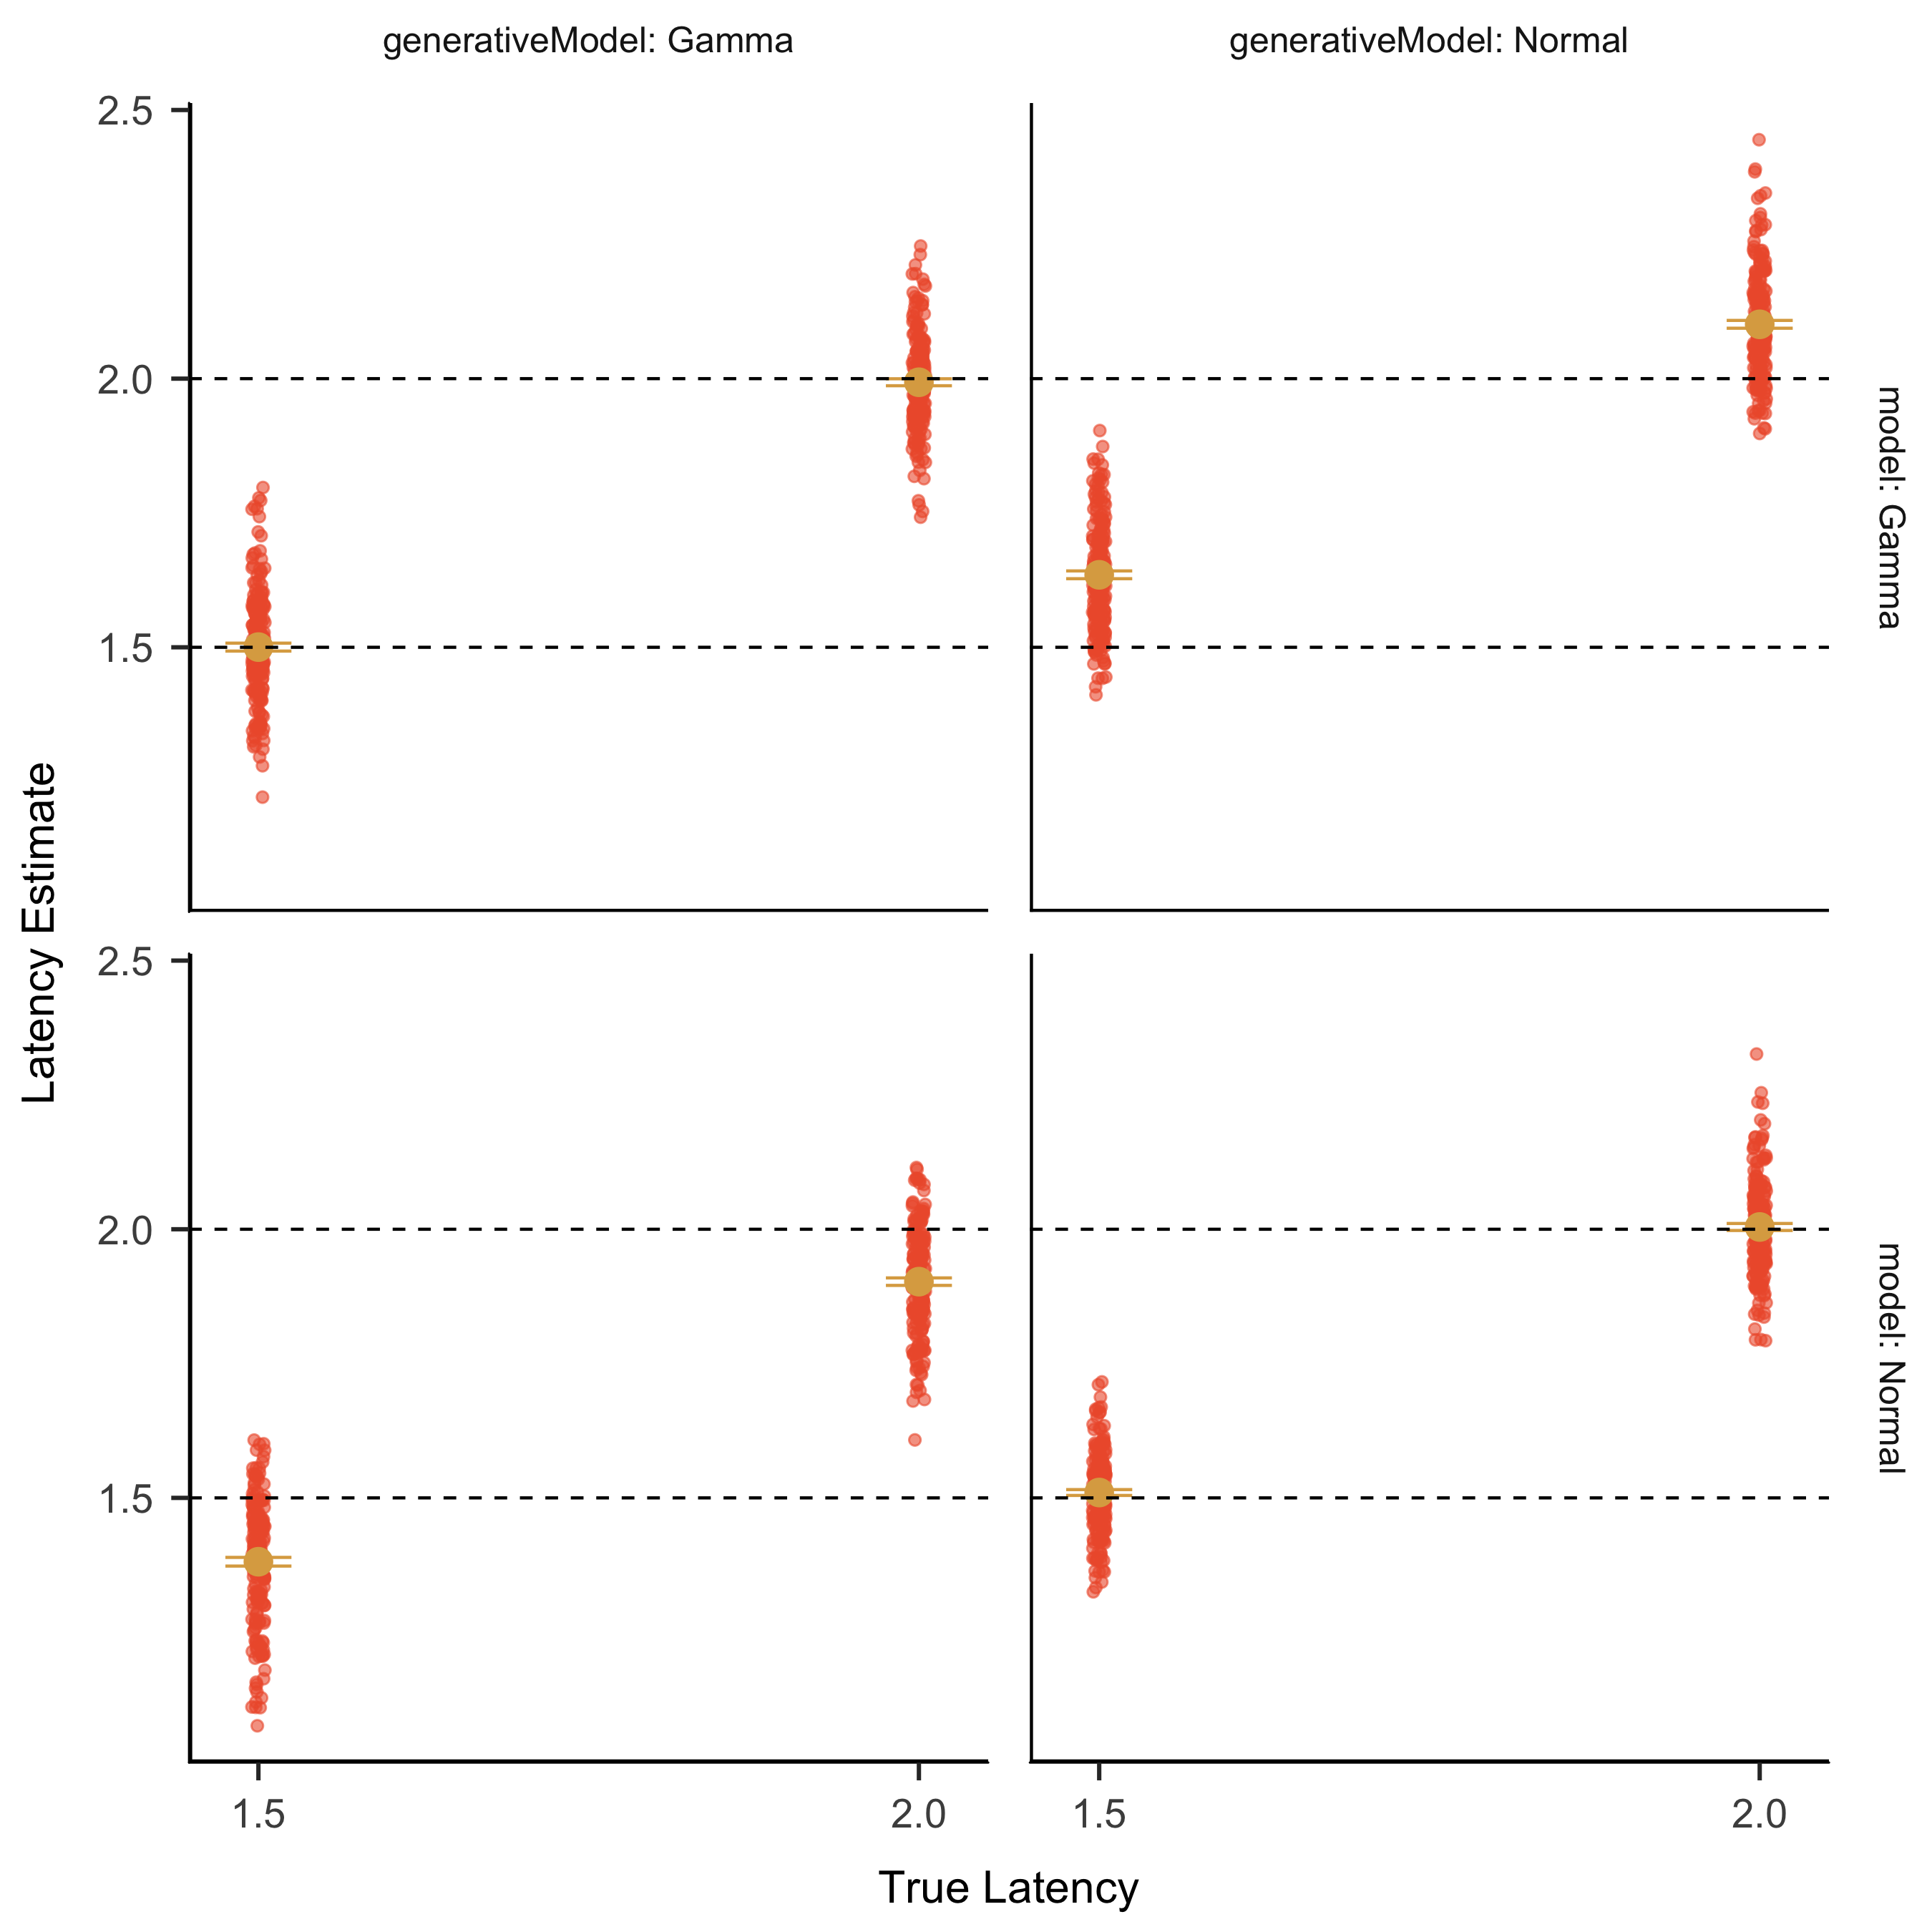 generativeModel: Gamma
generativeModel: Normal
2.5
2.0
1.5
model: Gamma
Latency Estimate
2.5
2.0
1.5
model: Normal
1.5
2.0
1.5
2.0
True Latency